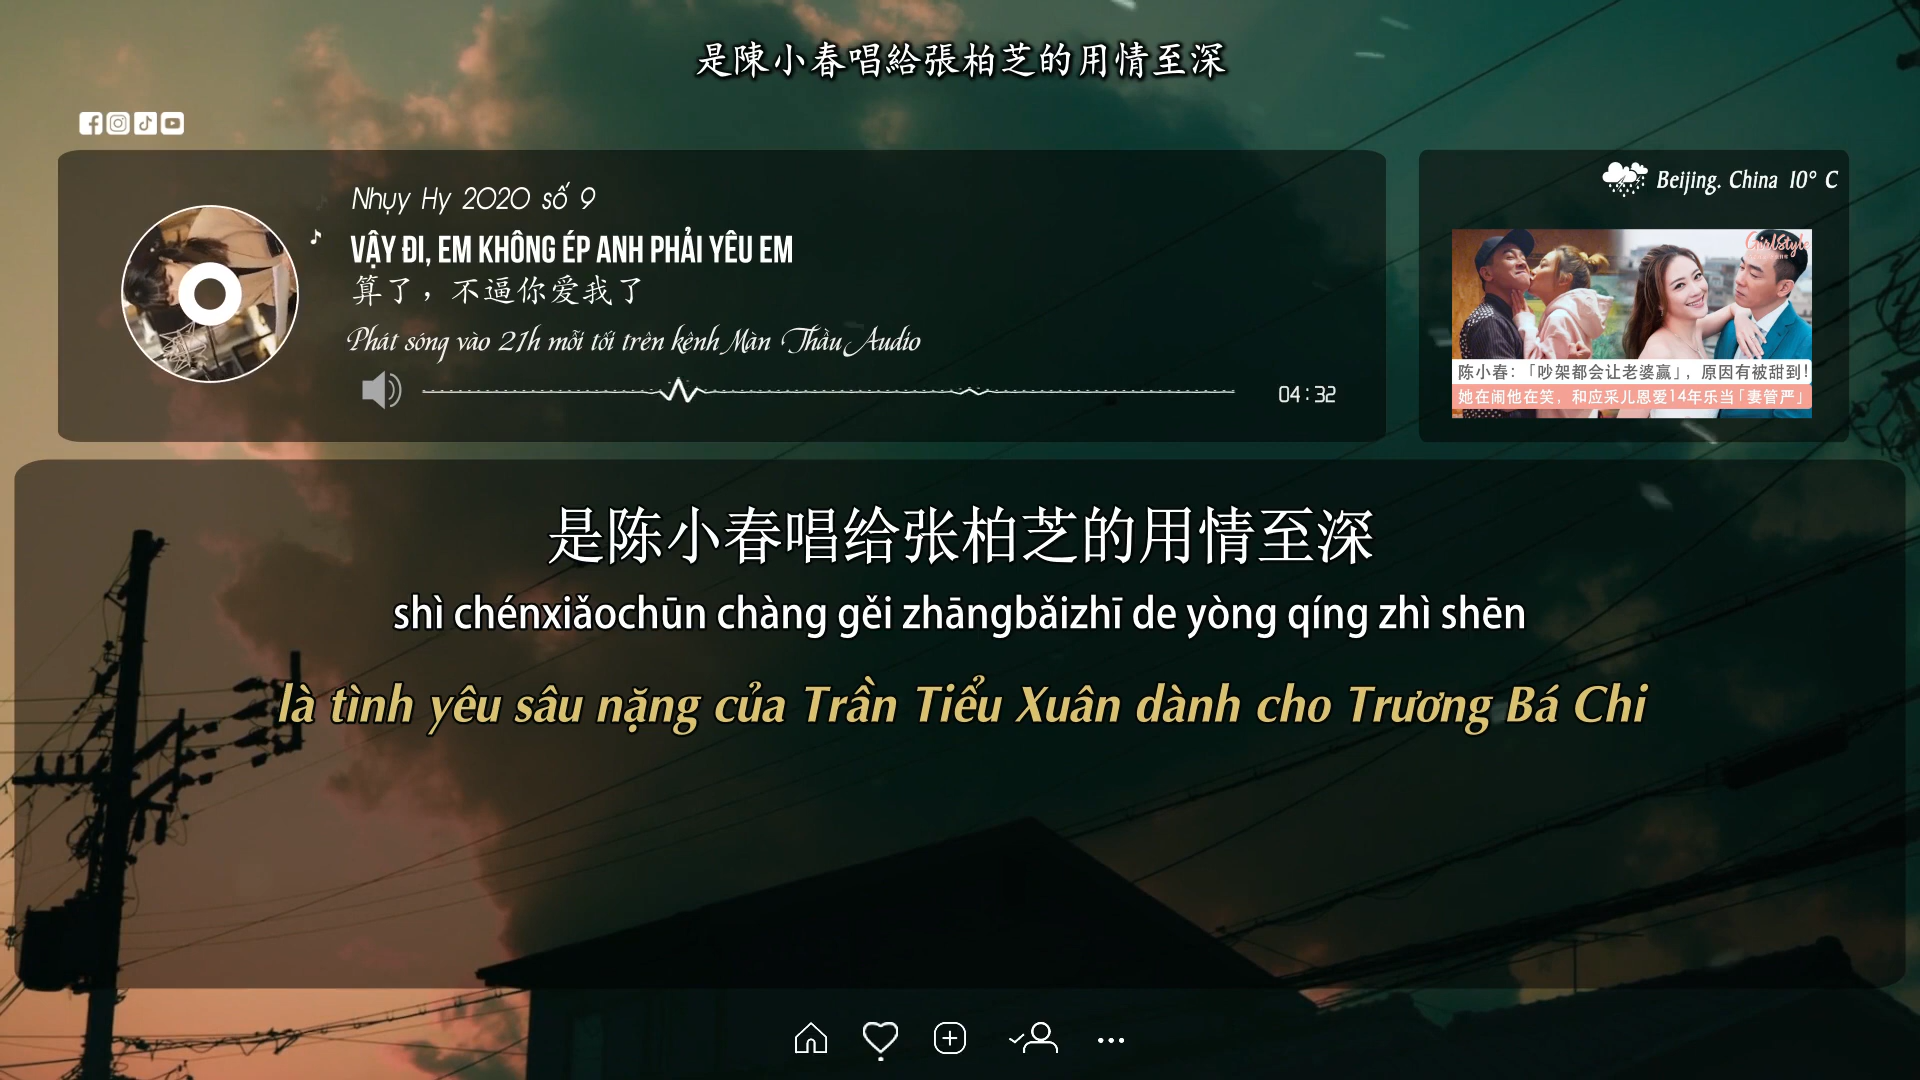 是陳小春唱給張柏芝的用情至深
Nhụy Hy 2020 số 9
VẬY ĐI, EM KHÔNG ÉP ANH PHẢI YÊU EM
算了，不逼你爱我了
Phát sóng vào 21h mỗi tối trên kênh Màn Thầu Audio
04:32
Beijing. China 10° C
GirlStyle
陈小春：「吵架都会让老婆赢」，原因有被甜到！
她在闹他在笑，和应采儿恩爱14年乐当「妻管严」
是陈小春唱给张柏芝的用情至深
shì chénxiǎochūn chàng gěi zhāngbǎizhī de yòng qíng zhì shēn
là tình yêu sâu nặng của Trần Tiểu Xuân dành cho Trương Bá Chi